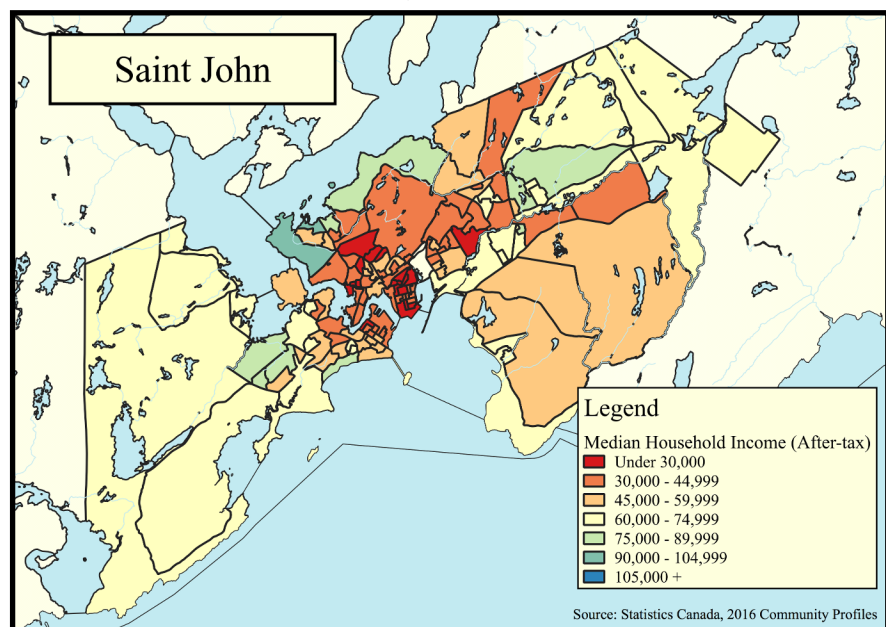 Saint John
Legend
Median Household Income (After-tax)
Under 30,000
30,000 - 44,999
45,000 - 59,999
60,000 - 74,999
75,000 - 89,999
90,000 - 104,999
105,000 +
Source: Statistics Canada, 2016 Community Profiles